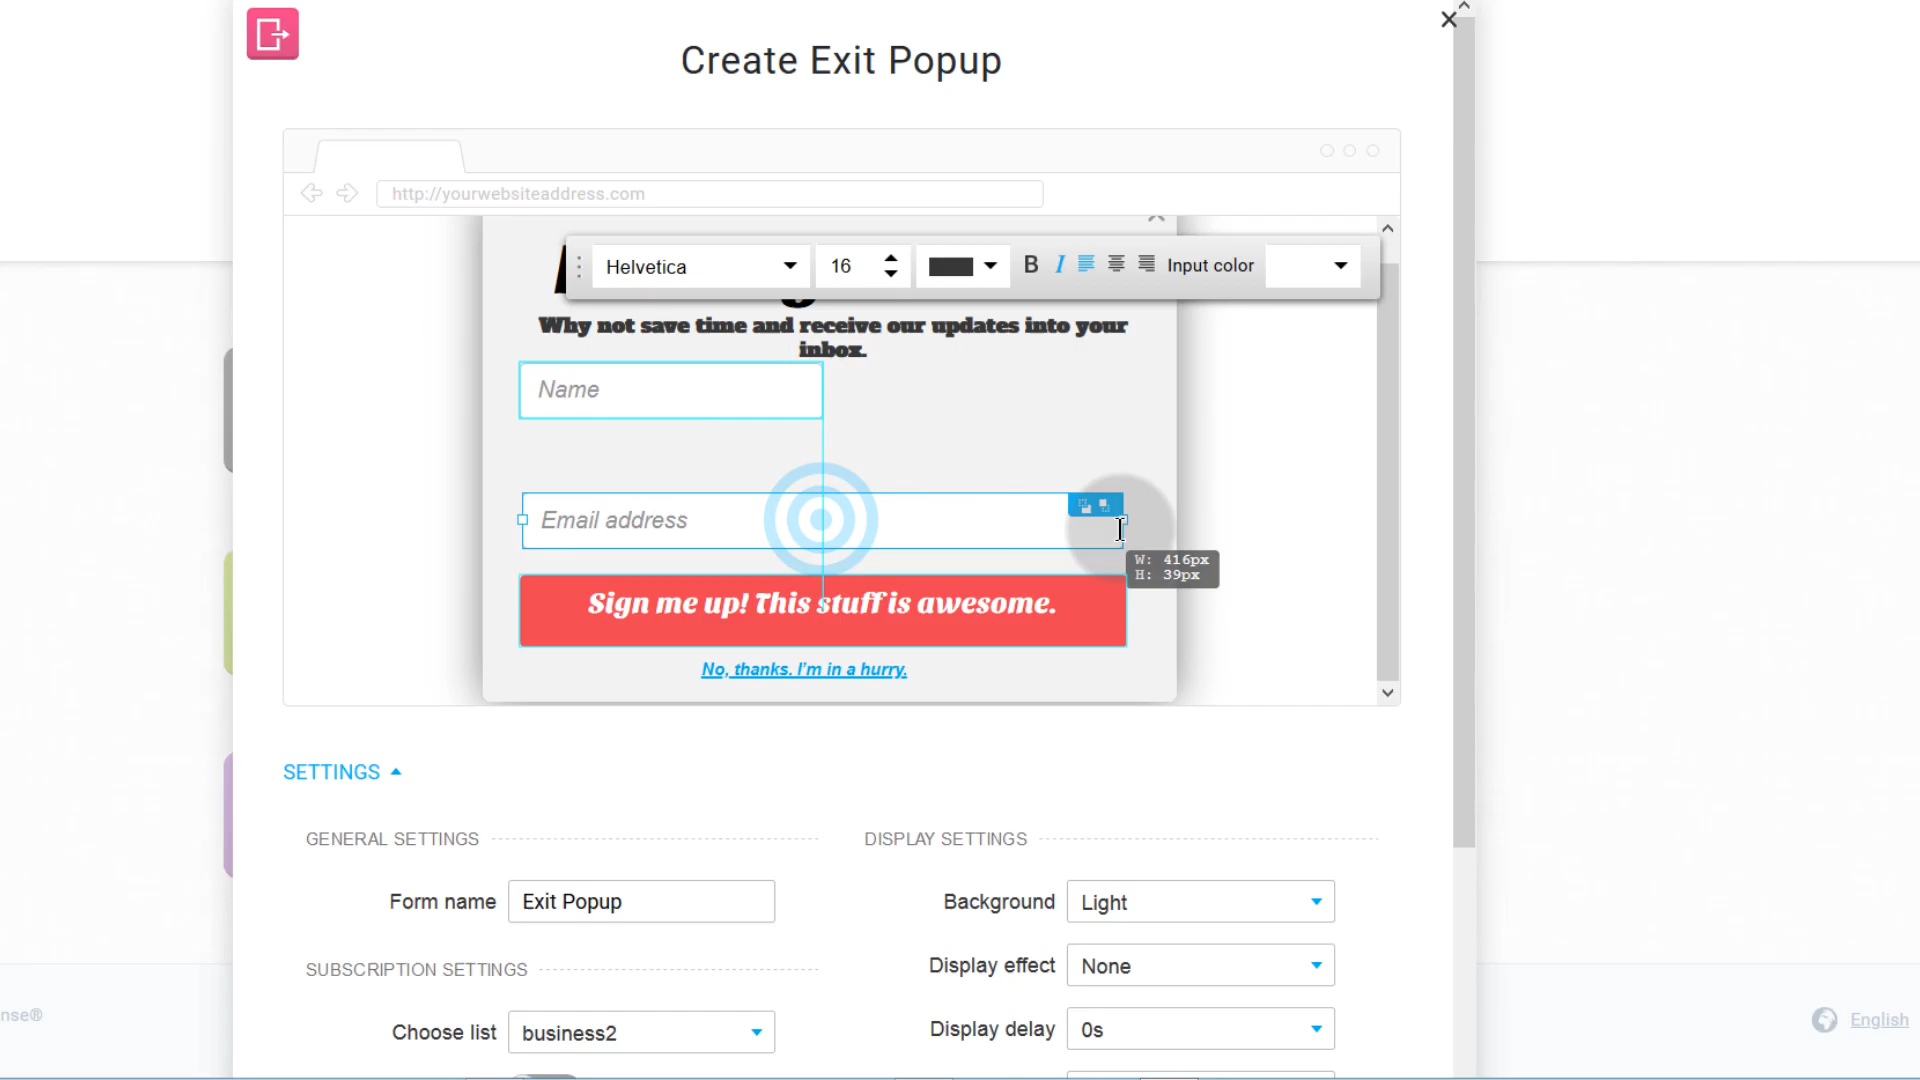 Create Exit Popup
http://yourwebsiteaddress.com
Helvetica
16
B I
Input color
Why not save time and receive our updates into your
inbox.
Name
Email address
W: 416px
H: 39px
Sign me up! This stuff is awesome.
No, thanks. I'm in a hurry.
SETTINGS
GENERAL SETTINGS
DISPLAY SETTINGS
Form name Exit Popup
Background Light
Display effect None
SUBSCRIPTION SETTINGS
Choose list business2
Display delay 0s
nse®
English